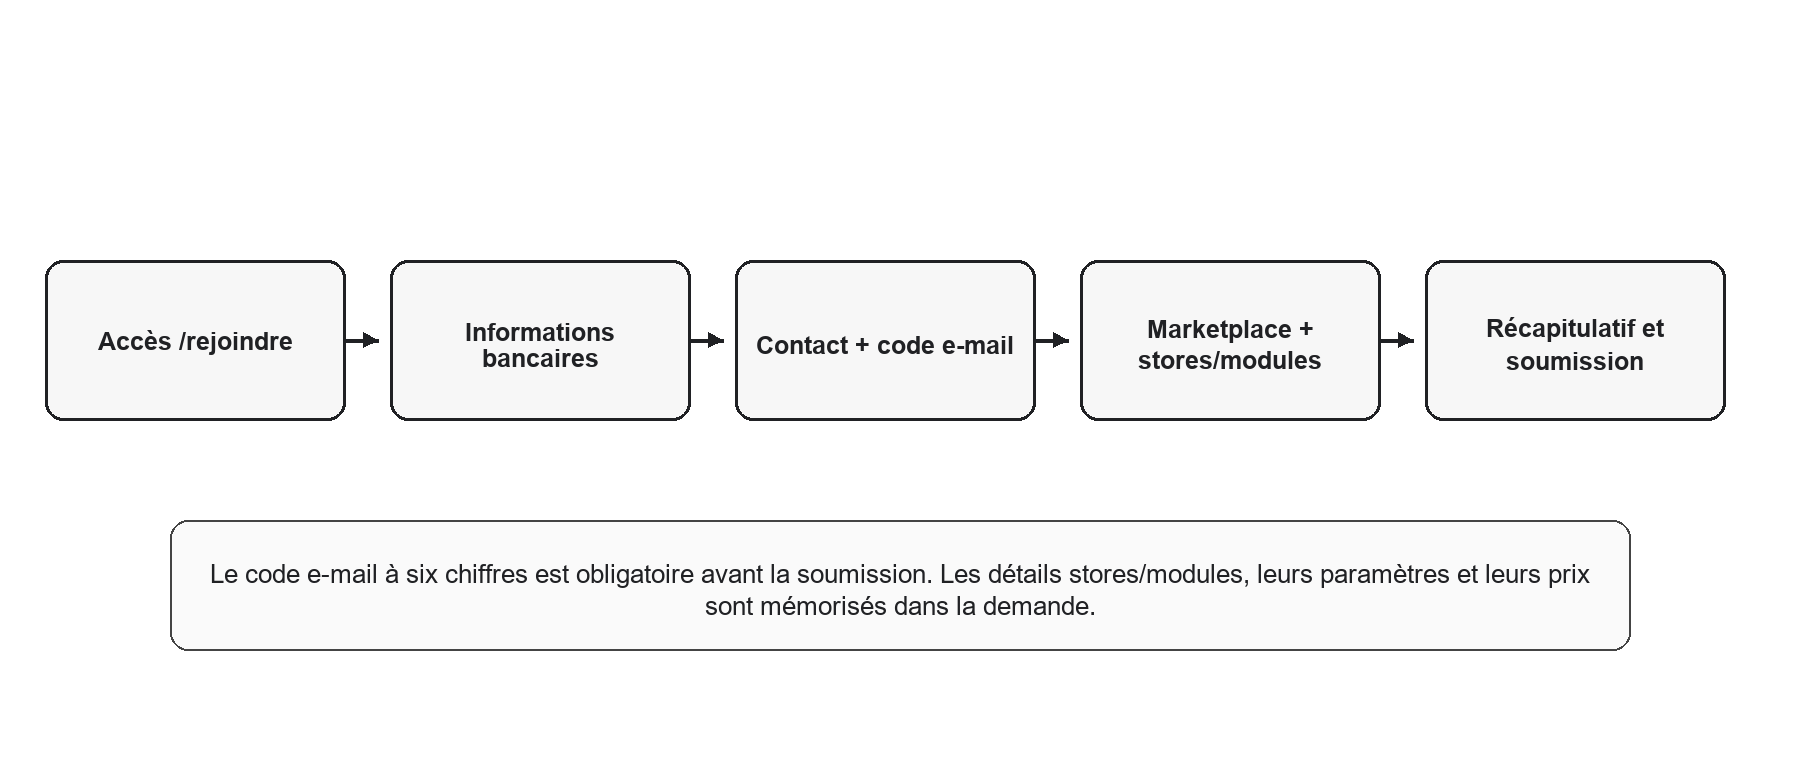 Accès /rejoindre
Informations
bancaires
Contact + code e-mail
Marketplace +
stores/modules
Récapitulatif et
soumission
Le code e-mail à six chiffres est obligatoire avant la soumission. Les détails stores/modules, leurs paramètres et leurs prix
sont mémorisés dans la demande.